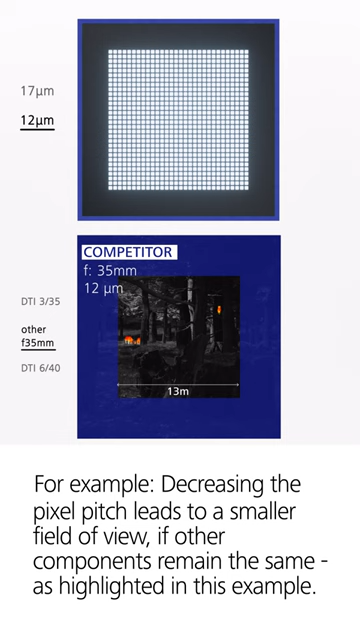 17µm
12µm
COMPETITOR
f: 35mm
12 µm
DTI 3/35
other
f35mm
DTI 6/40
13m
For example: Decreasing the
pixel pitch leads to a smaller
field of view, if other
components remain the same -
as highlighted in this example.